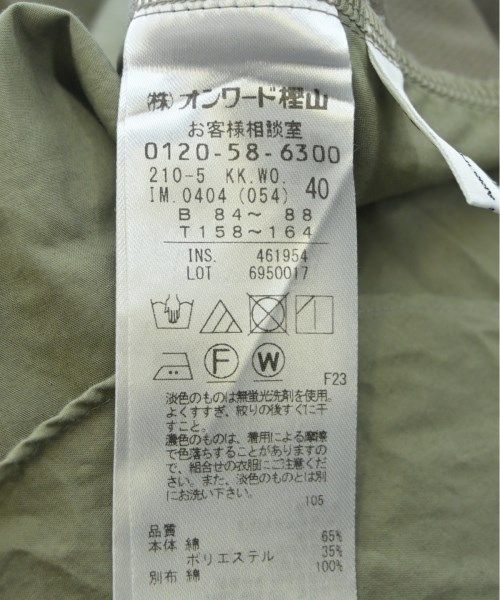 (株)オンワード樫山
お客様相談室
0120-58-6300
210-5 KK.WO.
IM.0404 (054) 40
B 84〜 88
T158〜164
INS. 461954
LOT 6950017
F W
F23
淡色のものは無蛍光洗剤を使用。
よくすすぎ、絞りの後すぐに干
すこと。
濃色のものは、着用による摩擦
で色落ちすることがありますの
で、組合せの衣服にご注意くだ
さい。また、淡色のものとは別
にお洗い下さい。
105
品質
本体 綿 65%
ポリエステル 35%
別布 綿 100%